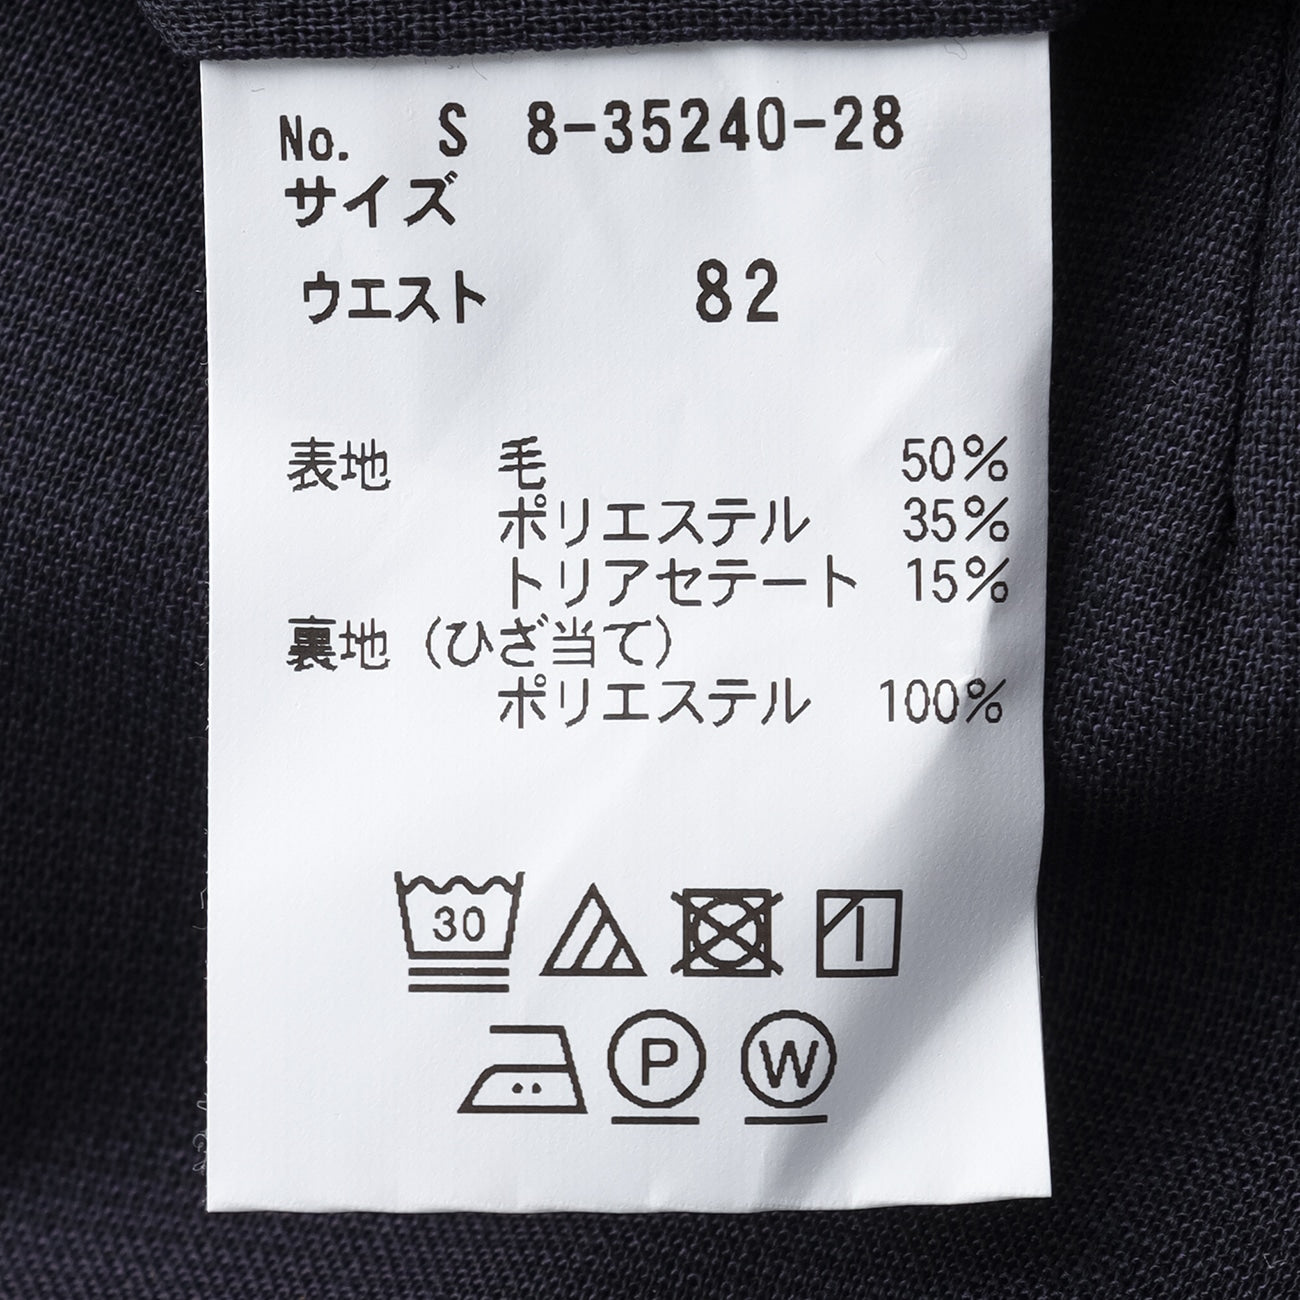 No. S 8-35240-28
サイズ
ウエスト 82
表地 毛 50%
ポリエステル 35%
トリアセテート 15%
裏地 (ひざ当て)
ポリエステル 100%
30
P W